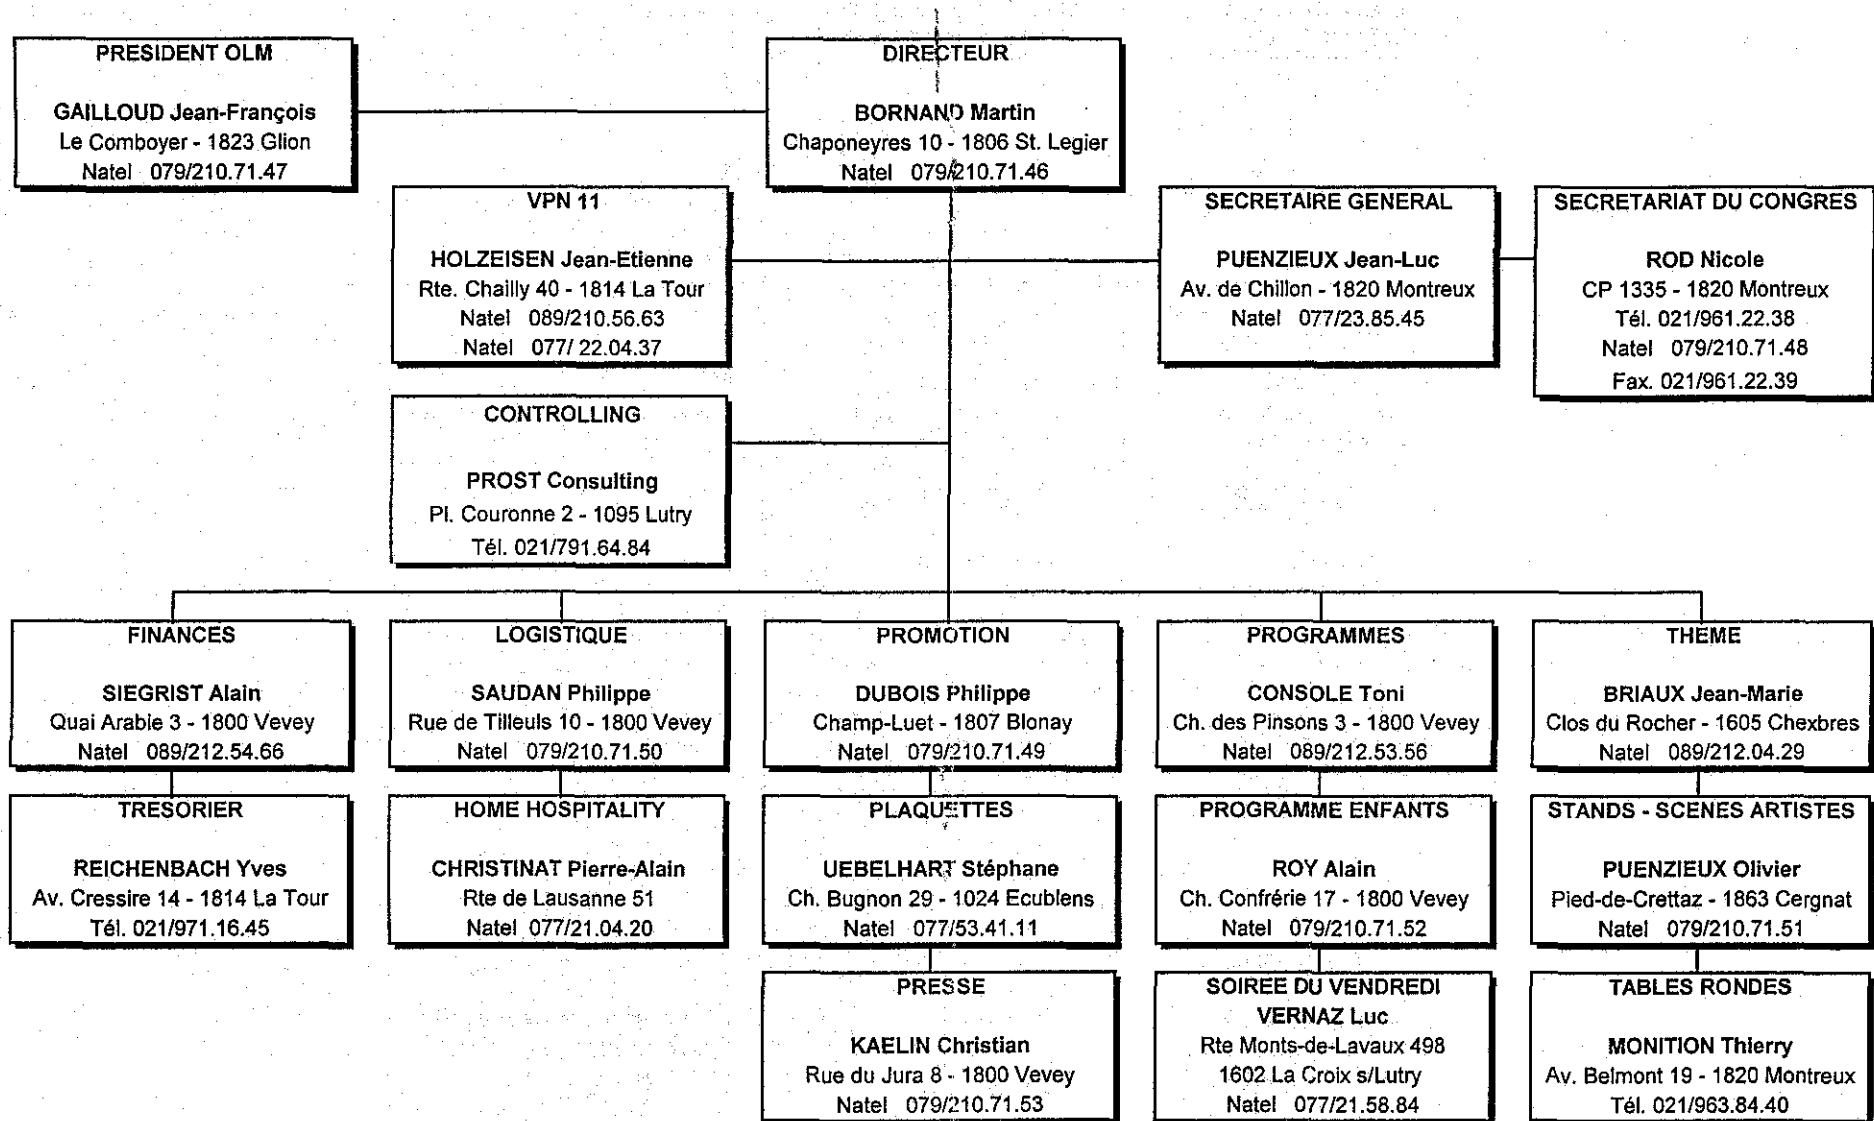 PRESIDENT OLM
GAILLOUD Jean-François
Le Comboyer - 1823 Glion
Natel 079/210.71.47
DIRECTEUR
BORNAND Martin
Chaponeyres 10 - 1806 St. Legier
Natel 079/210.71.46
VPN 11
HOLZEISEN Jean-Etienne
Rte. Chailly 40 - 1814 La Tour
Natel 089/210.56.63
Natel 077/ 22.04.37
SECRETAIRE GENERAL
PUENZIEUX Jean-Luc
Av. de Chillon - 1820 Montreux
Natel 077/23.85.45
SECRETARIAT DU CONGRES
ROD Nicole
CP 1335 - 1820 Montreux
Tél. 021/961.22.38
Natel 079/210.71.48
Fax. 021/961.22.39
CONTROLLING
PROST Consulting
Pl. Couronne 2 - 1095 Lutry
Tél. 021/791.64.84
FINANCES
SIEGRIST Alain
Quai Arabie 3 - 1800 Vevey
Natel 089/212.54.66
LOGISTIQUE
SAUDAN Philippe
Rue de Tilleuls 10 - 1800 Vevey
Natel 079/210.71.50
PROMOTION
DUBOIS Philippe
Champ-Luet - 1807 Blonay
Natel 079/210.71.49
PROGRAMMES
CONSOLE Toni
Ch. des Pinsons 3 - 1800 Vevey
Natel 089/212.53.56
THEME
BRIAUX Jean-Marie
Clos du Rocher - 1605 Chexbres
Natel 089/212.04.29
TRESORIER
REICHENBACH Yves
Av. Cressire 14 - 1814 La Tour
Tél. 021/971.16.45
HOME HOSPITALITY
CHRISTINAT Pierre-Alain
Rte de Lausanne 51
Natel 077/21.04.20
PLAQUETTES
UEBELHART Stéphane
Ch. Bugnon 29 - 1024 Ecublens
Natel 077/53.41.11
PROGRAMME ENFANTS
ROY Alain
Ch. Confrérie 17 - 1800 Vevey
Natel 079/210.71.52
STANDS - SCENES ARTISTES
PUENZIEUX Olivier
Pied-de-Crettaz - 1863 Cergnat
Natel 079/210.71.51
PRESSE
KAELIN Christian
Rue du Jura 8 - 1800 Vevey
Natel 079/210.71.53
SOIREE DU VENDREDI
VERNAZ Luc
Rte Monts-de-Lavaux 498
1602 La Croix s/Lutry
Natel 077/21.58.84
TABLES RONDES
MONITION Thierry
Av. Belmont 19 - 1820 Montreux
Tél. 021/963.84.40